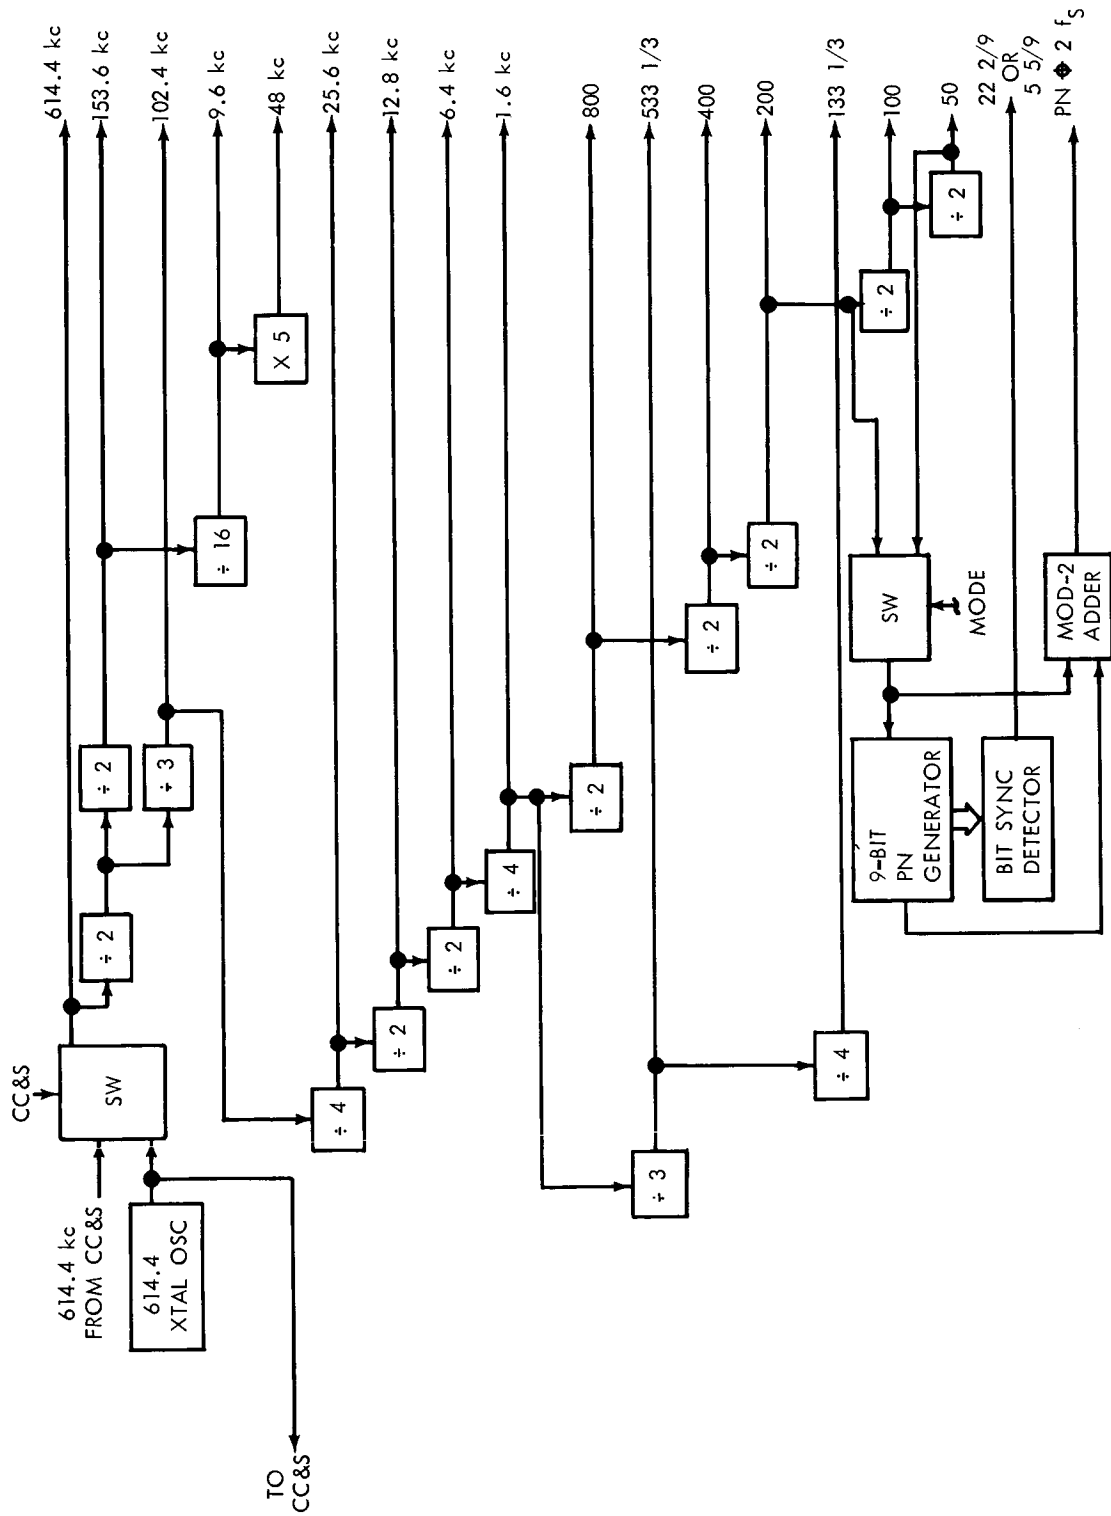 614.4 kc
153.6 kc
102.4 kc
9.6 kc
48 kc
25.6 kc
12.8 kc
6.4 kc
1.6 kc
800
533 1/3
400
200
133 1/3
100
50
22 2/9
OR
5 5/9
PN ⊕ 2 fS
CC&S
SW
614.4 kc
FROM CC&S
614.4
XTAL OSC
TO
CC&S
÷ 2
÷ 2
÷ 3
÷ 16
X 5
÷ 4
÷ 2
÷ 2
÷ 4
÷ 2
÷ 3
÷ 2
÷ 2
÷ 4
÷ 2
÷ 2
SW
MODE
9-BIT
PN
GENERATOR
BIT SYNC
DETECTOR
MOD-2
ADDER